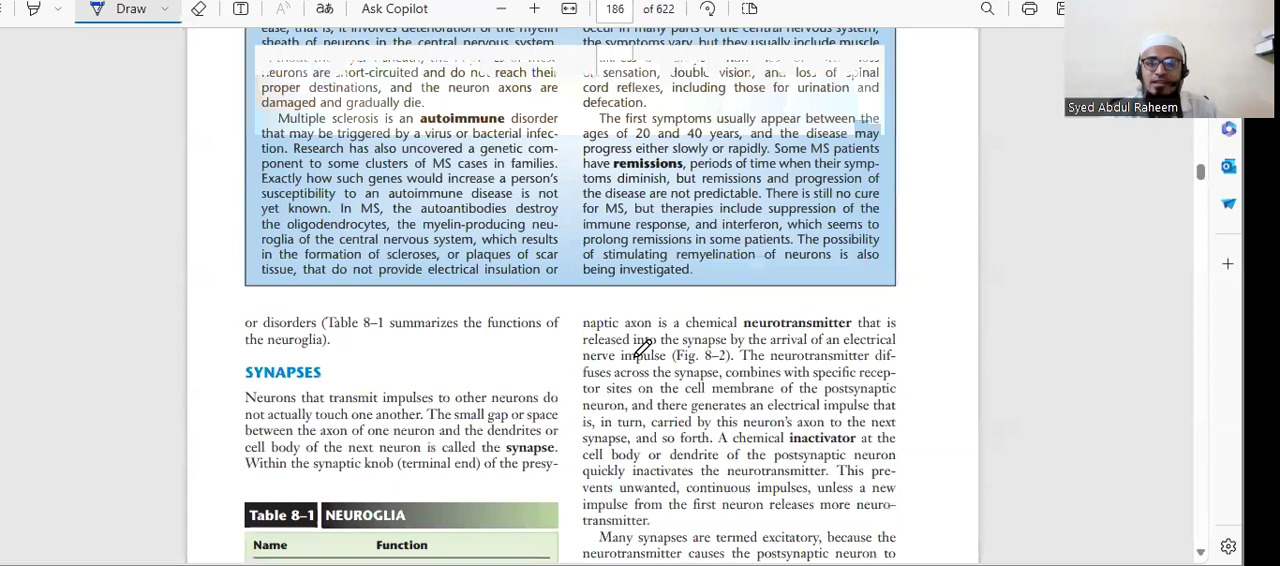 Draw
Ask Copilot
186 of 622
ease, that is, it involves deterioration of the myelin
sheath of neurons in the central nervous system.
neurons are short-circuited and do not reach their
proper destinations, and the neuron axons are
damaged and gradually die.
Multiple sclerosis is an autoimmune disorder
that may be triggered by a virus or bacterial infec-
tion. Research has also uncovered a genetic com-
ponent to some clusters of MS cases in families.
Exactly how such genes would increase a person's
susceptibility to an autoimmune disease is not
yet known. In MS, the autoantibodies destroy
the oligodendrocytes, the myelin-producing neu-
roglia of the central nervous system, which results
in the formation of scleroses, or plaques of scar
tissue, that do not provide electrical insulation or
occur in many parts of the central nervous system,
the symptoms vary, but they usually include muscle
of sensation, double vision, and loss of spinal
cord reflexes, including those for urination and
defecation.
The first symptoms usually appear between the
ages of 20 and 40 years, and the disease may
progress either slowly or rapidly. Some MS patients
have remissions, periods of time when their symp-
toms diminish, but remissions and progression of
the disease are not predictable. There is still no cure
for MS, but therapies include suppression of the
immune response, and interferon, which seems to
prolong remissions in some patients. The possibility
of stimulating remyelination of neurons is also
being investigated.
or disorders (Table 8–1 summarizes the functions of
the neuroglia).
SYNAPSES
Neurons that transmit impulses to other neurons do
not actually touch one another. The small gap or space
between the axon of one neuron and the dendrites or
cell body of the next neuron is called the synapse.
Within the synaptic knob (terminal end) of the presy-
Table 8–1 NEUROGLIA
Name Function
naptic axon is a chemical neurotransmitter that is
released into the synapse by the arrival of an electrical
nerve impulse (Fig. 8–2). The neurotransmitter dif-
fuses across the synapse, combines with specific recep-
tor sites on the cell membrane of the postsynaptic
neuron, and there generates an electrical impulse that
is, in turn, carried by this neuron's axon to the next
synapse, and so forth. A chemical inactivator at the
cell body or dendrite of the postsynaptic neuron
quickly inactivates the neurotransmitter. This pre-
vents unwanted, continuous impulses, unless a new
impulse from the first neuron releases more neuro-
transmitter.
Many synapses are termed excitatory, because the
neurotransmitter causes the postsynaptic neuron to
Syed Abdul Raheem